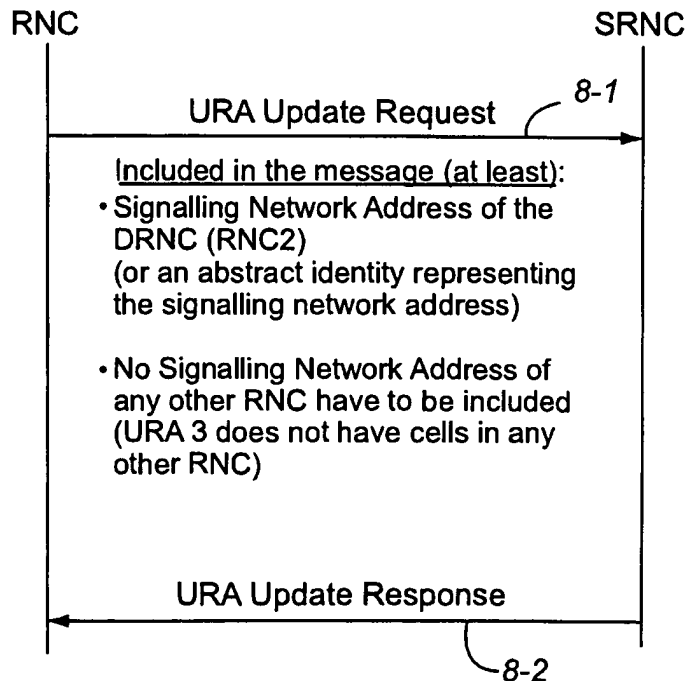 RNC SRNC
URA Update Request 8-1
Included in the message (at least):
• Signalling Network Address of the
DRNC (RNC2)
(or an abstract identity representing
the signalling network address)
• No Signalling Network Address of
any other RNC have to be included
(URA 3 does not have cells in any
other RNC)
URA Update Response
8-2